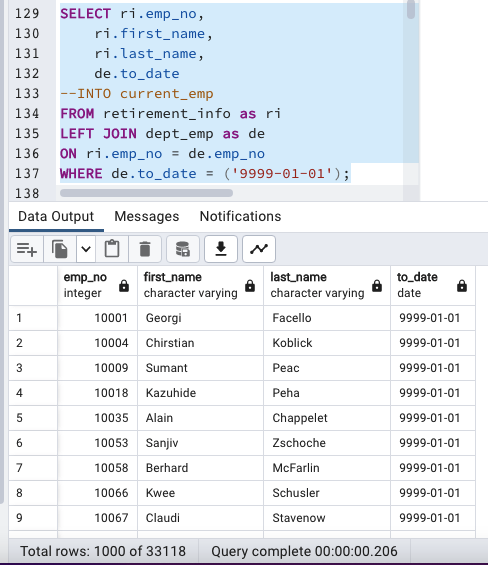 129 SELECT ri.emp_no,
130 ri.first_name,
131 ri.last_name,
132 de.to_date
133 --INTO current_emp
134 FROM retirement_info as ri
135 LEFT JOIN dept_emp as de
136 ON ri.emp_no = de.emp_no
137 WHERE de.to_date = ('9999-01-01');
138
Data Output Messages Notifications
emp_no first_name last_name to_date
integer character varying character varying date
1 10001 Georgi Facello 9999-01-01
2 10004 Chirstian Koblick 9999-01-01
3 10009 Sumant Peac 9999-01-01
4 10018 Kazuhide Peha 9999-01-01
5 10035 Alain Chappelet 9999-01-01
6 10053 Sanjiv Zschoche 9999-01-01
7 10058 Berhard McFarlin 9999-01-01
8 10066 Kwee Schusler 9999-01-01
9 10067 Claudi Stavenow 9999-01-01
Total rows: 1000 of 33118 Query complete 00:00:00.206